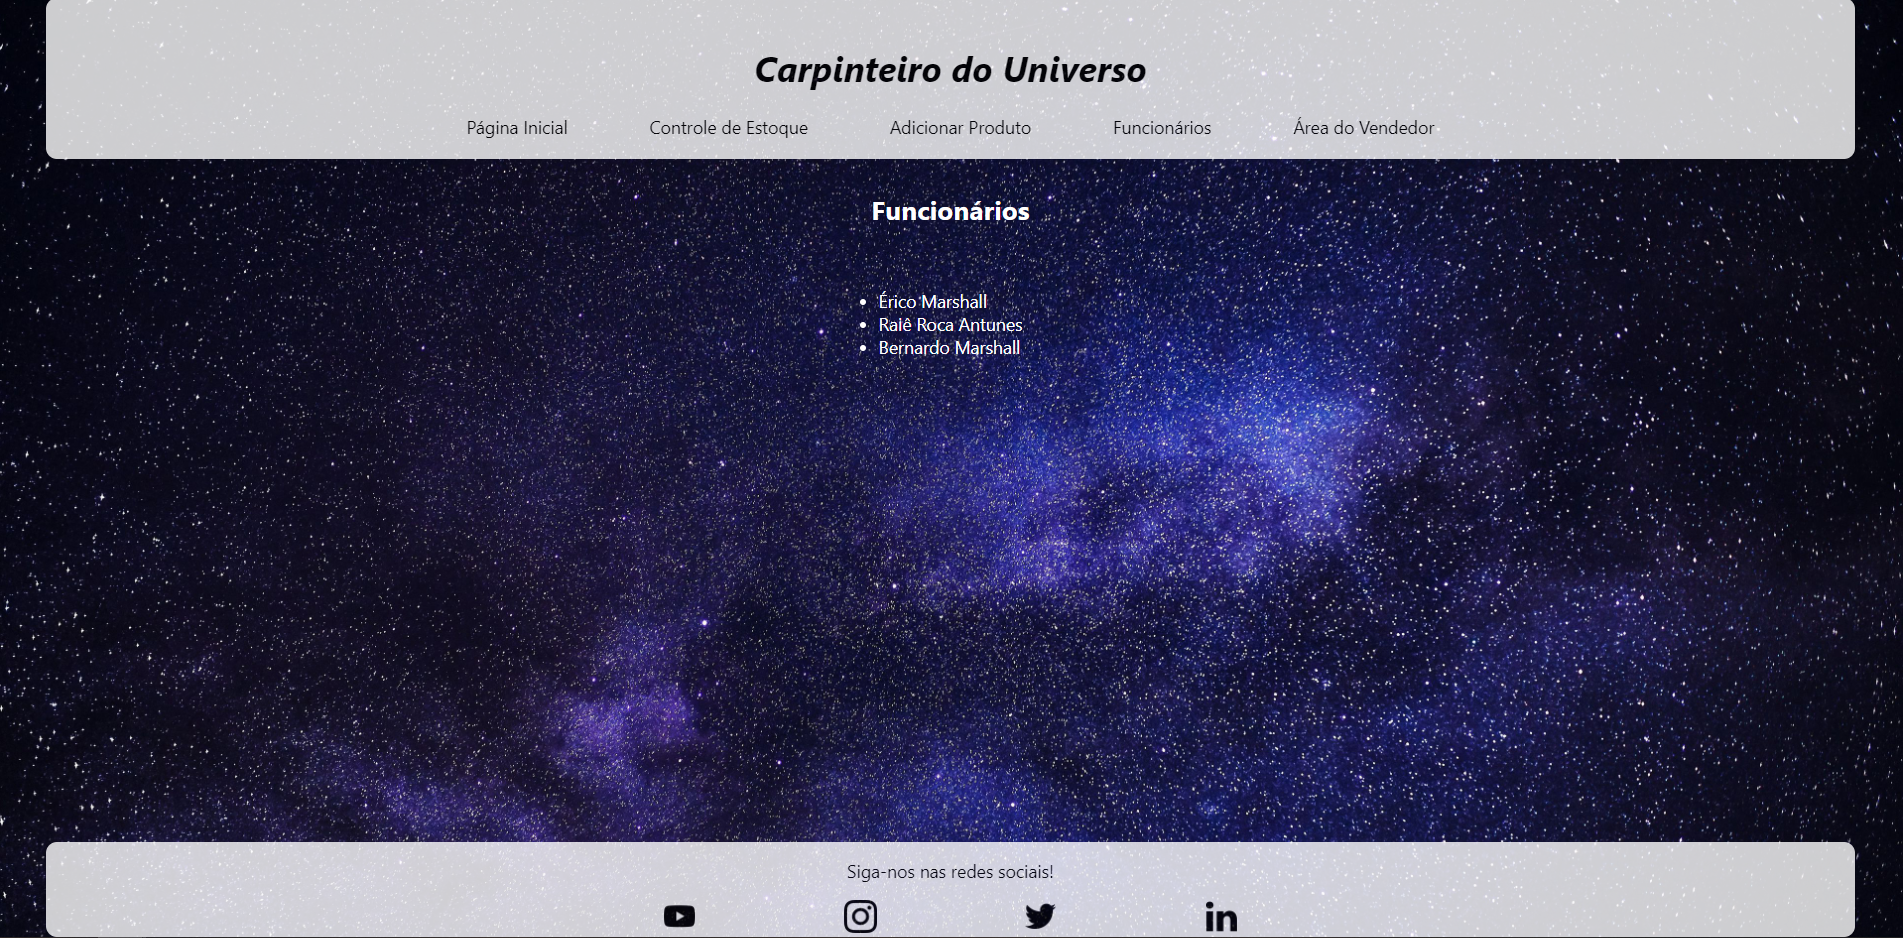 Carpinteiro do Universo
Página Inicial Controle de Estoque Adicionar Produto Funcionários Área do Vendedor
Funcionários
• Érico Marshall
• Ralê Roca Antunes
• Bernardo Marshall
Siga-nos nas redes sociais!